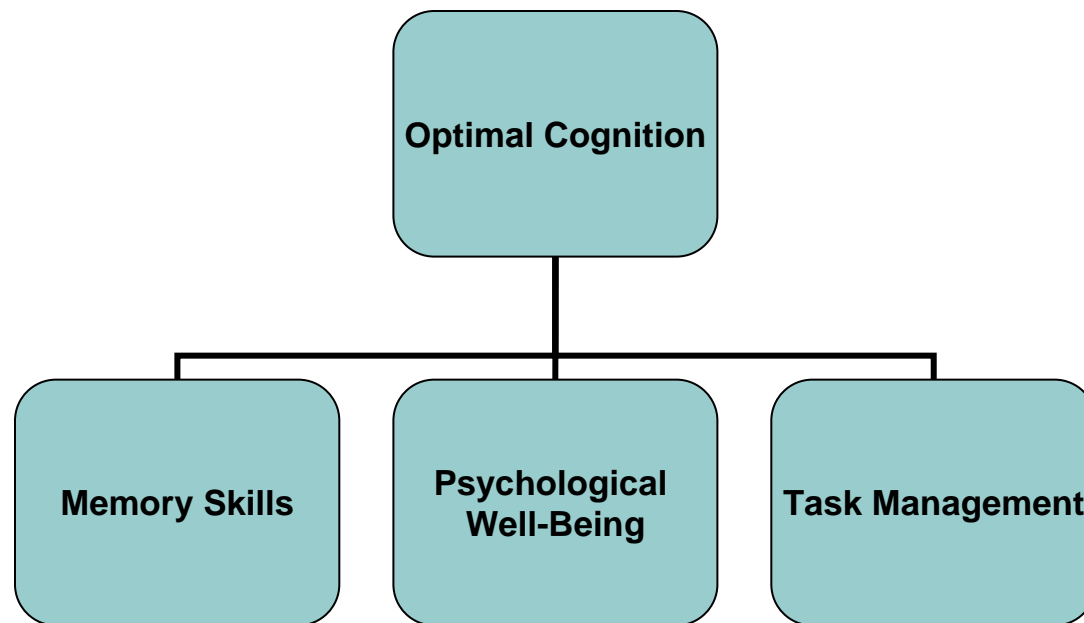 Optimal Cognition
Memory Skills
Psychological
Well-Being
Task Management